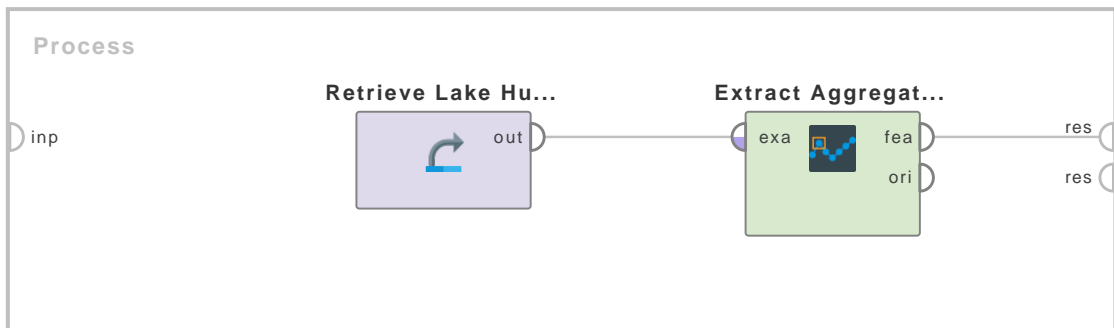 Process
Retrieve Lake Hu...
Extract Aggregat...
inp
out
exa
fea
res
ori
res